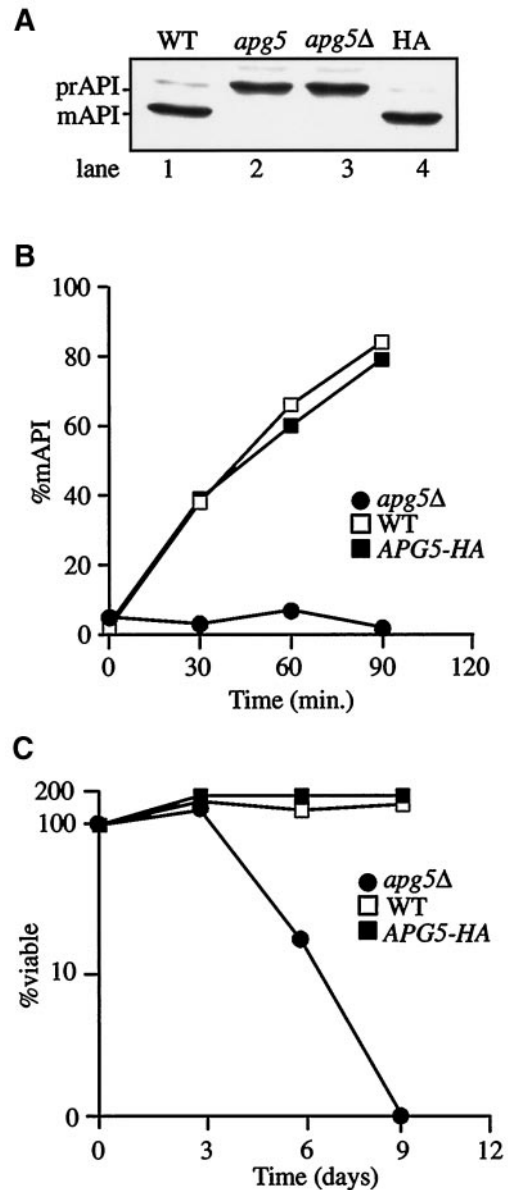 A
WT apg5 apg5Δ HA
prAPI
mAPI
lane 1 2 3 4
B
100
80
60
40
20
0
%mAPI
apg5Δ
WT
APG5-HA
0 30 60 90 120
Time (min.)
C
200
100
10
0
%viable
apg5Δ
WT
APG5-HA
0 3 6 9 12
Time (days)